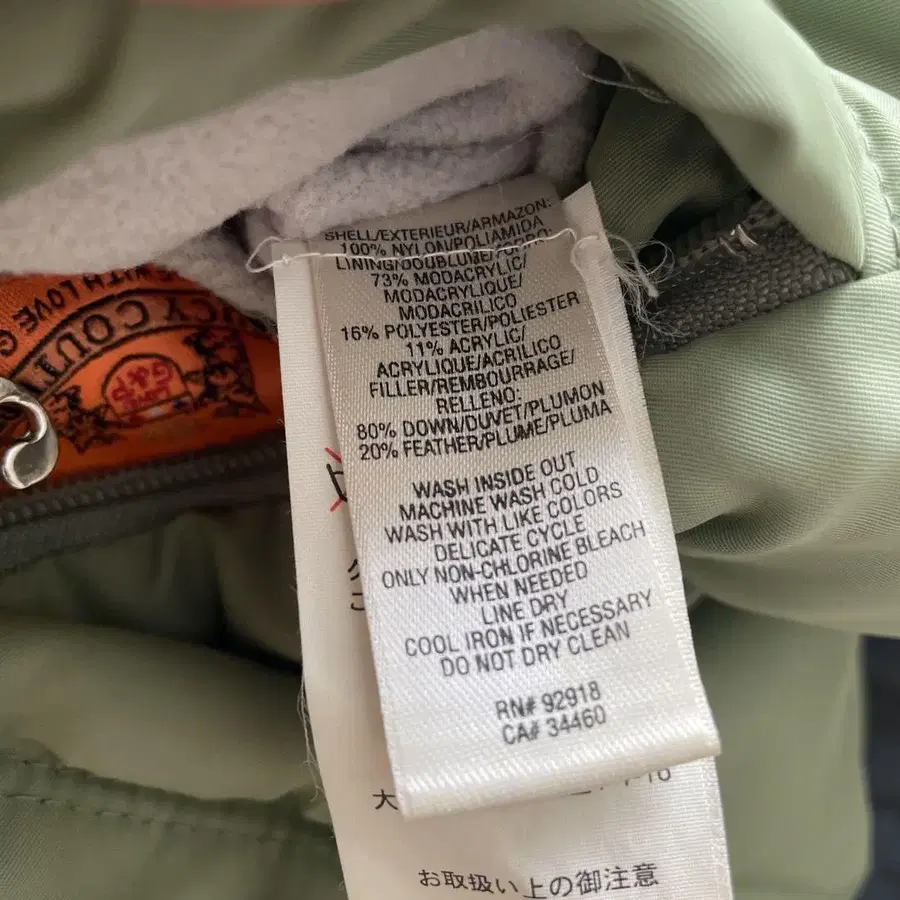 SHELL/EXTERIEUR/ARMAZON:
100% NYLON/POLIAMIDA
73% MODACRYLIC/
MODACRYLIQUE/
MODACRILICO
16% POLYESTER/POLIESTER
11% ACRYLIC/
ACRYLIQUE/ACRILICO
FILLER/REMBOURRAGE/
RELLENO:
80% DOWN/DUVET/PLUMON
20% FEATHER/PLUME/PLUMA
WASH INSIDE OUT
MACHINE WASH COLD
WASH WITH LIKE COLORS
DELICATE CYCLE
ONLY NON-CHLORINE BLEACH
WHEN NEEDED
LINE DRY
COOL IRON IF NECESSARY
DO NOT DRY CLEAN
RN# 92918
CA# 34460
大
お取扱い上の御注意
WITH LOVE